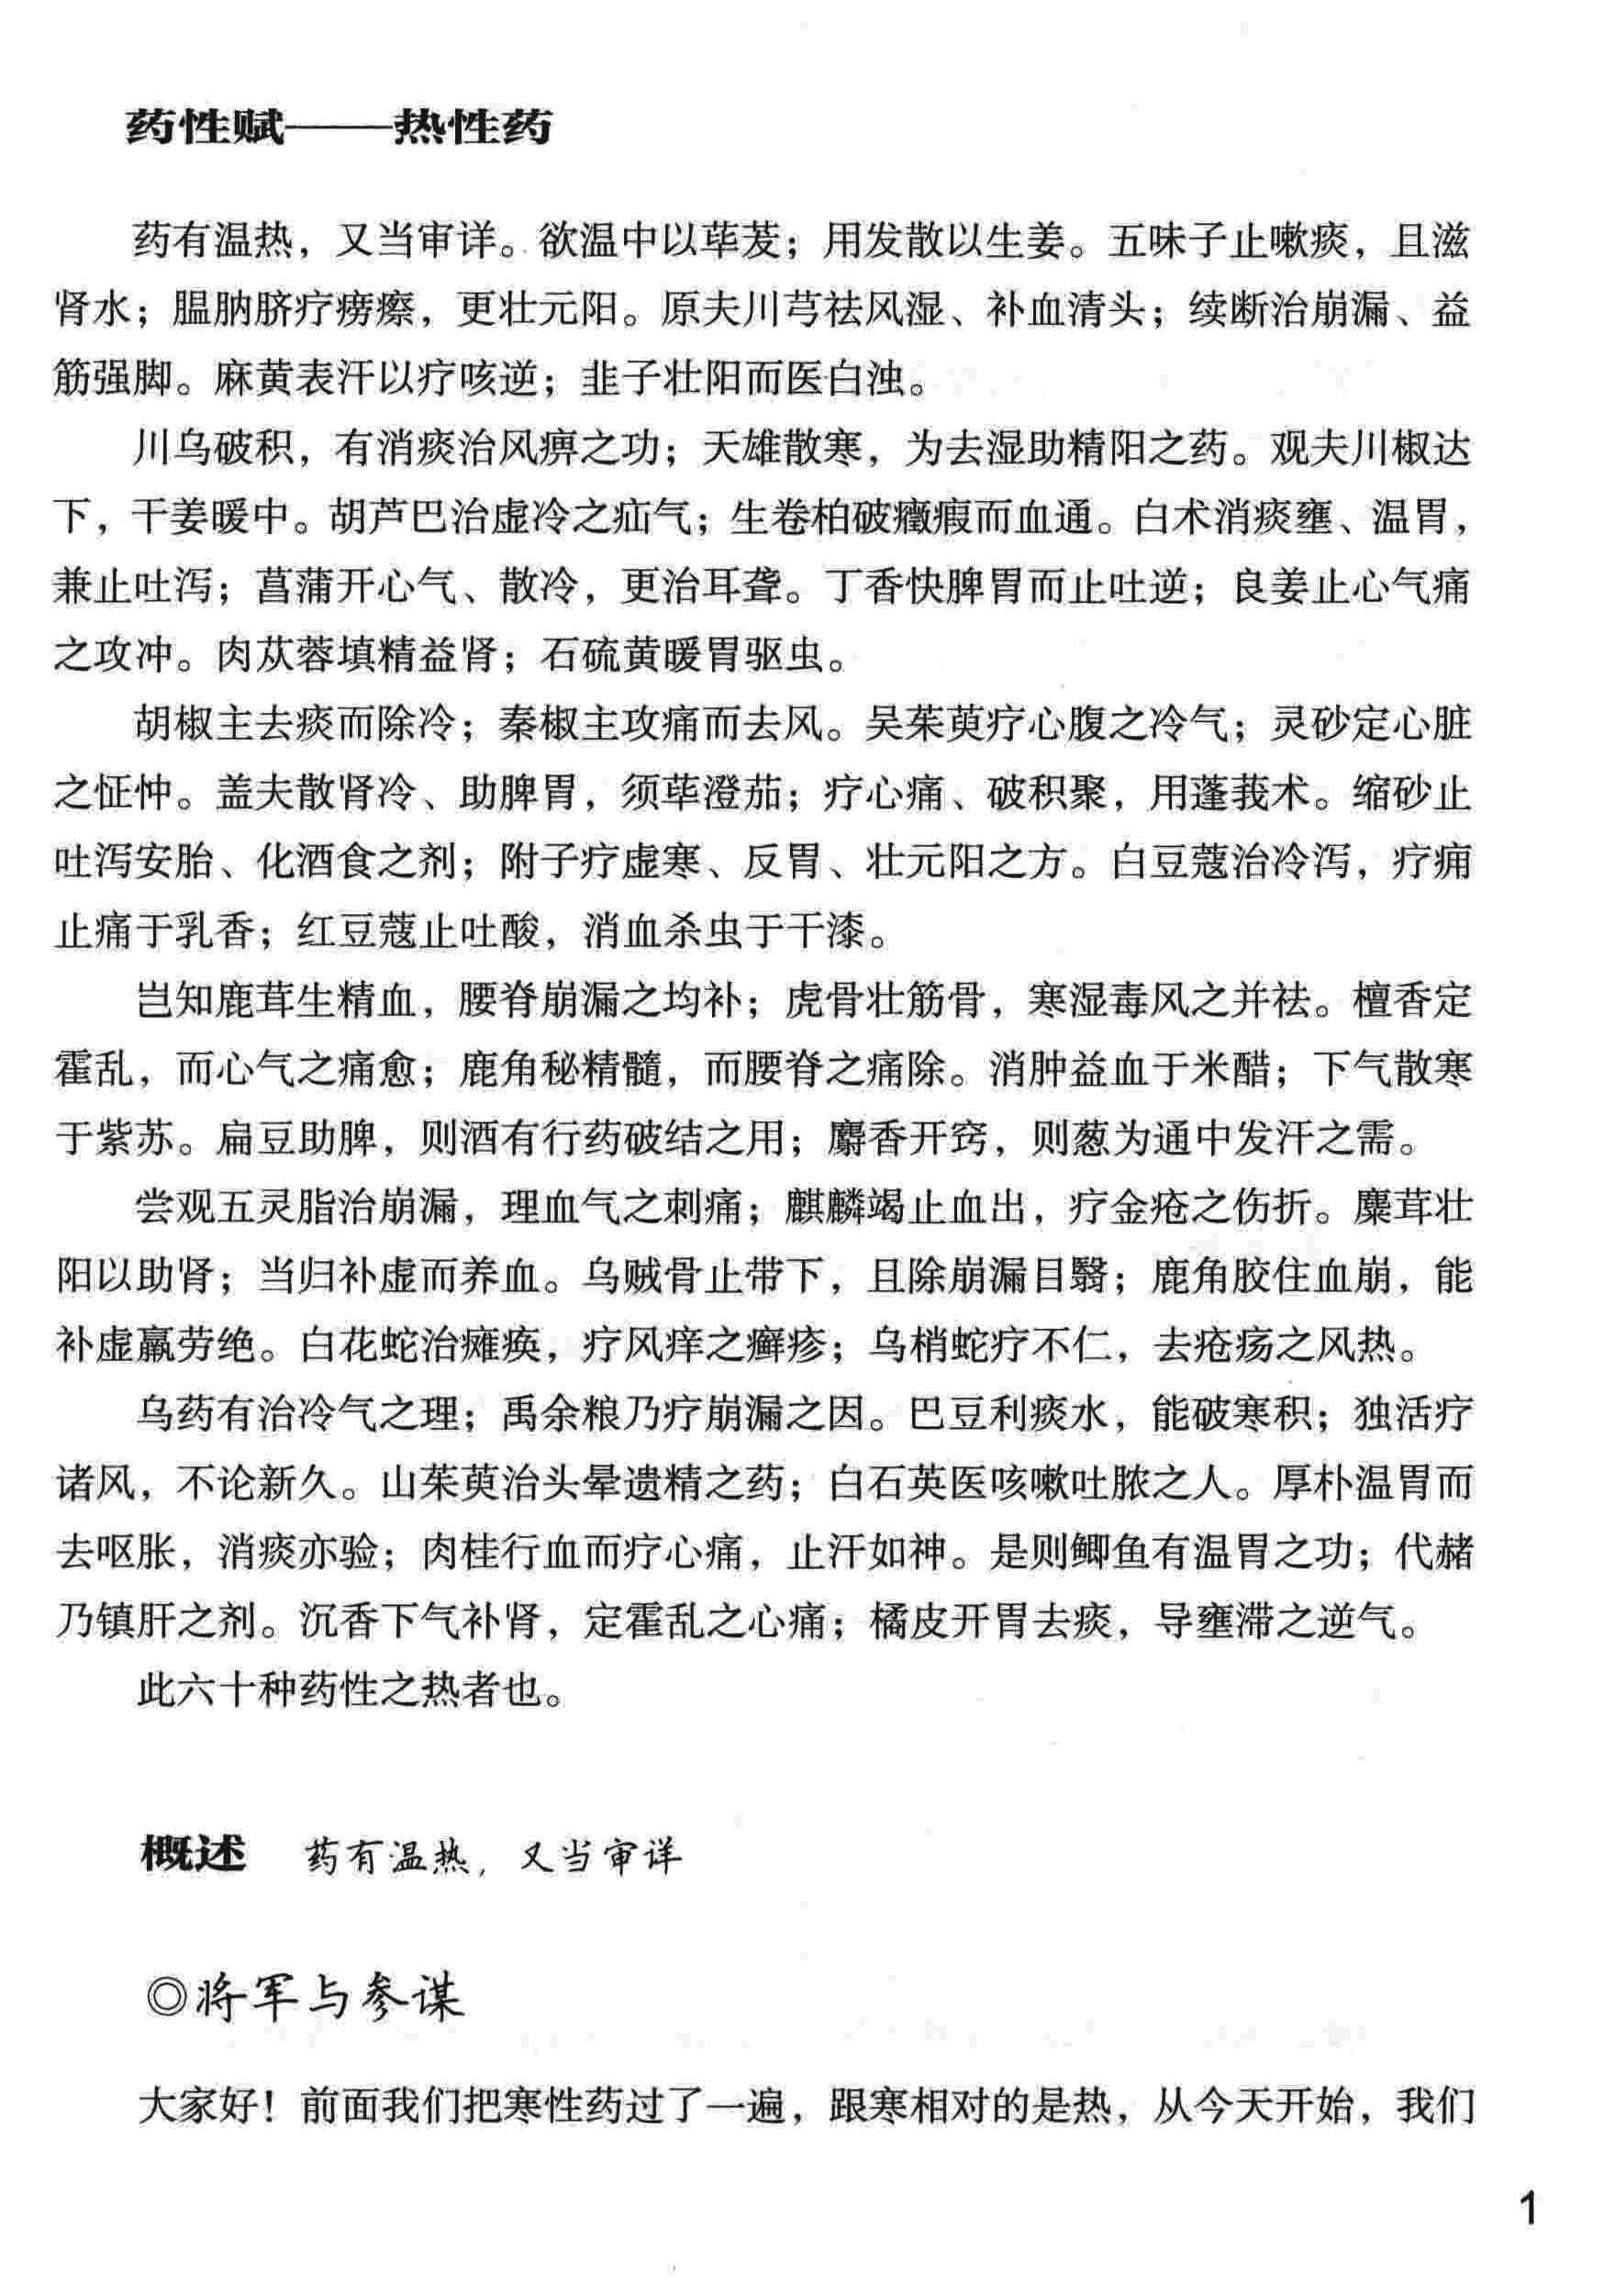 药性赋——热性药
药有温热，又当审详。欲温中以荜茇；用发散以生姜。五味子止嗽痰，且滋
肾水；腽肭脐疗痨瘵，更壮元阳。原夫川芎祛风湿、补血清头；续断治崩漏、益
筋强脚。麻黄表汗以疗咳逆；韭子壮阳而医白浊。
川乌破积，有消痰治风痹之功；天雄散寒，为去湿助精阳之药。观夫川椒达
下，干姜暖中。胡芦巴治虚冷之疝气；生卷柏破癥瘕而血通。白术消痰壅、温胃，
兼止吐泻；菖蒲开心气、散冷，更治耳聋。丁香快脾胃而止吐逆；良姜止心气痛
之攻冲。肉苁蓉填精益肾；石硫黄暖胃驱虫。
胡椒主去痰而除冷；秦椒主攻痛而去风。吴茱萸疗心腹之冷气；灵砂定心脏
之怔忡。盖夫散肾冷、助脾胃，须荜澄茄；疗心痛、破积聚，用蓬莪术。缩砂止
吐泻安胎、化酒食之剂；附子疗虚寒、反胃、壮元阳之方。白豆蔻治冷泻，疗痈
止痛于乳香；红豆蔻止吐酸，消血杀虫于干漆。
岂知鹿茸生精血，腰脊崩漏之均补；虎骨壮筋骨，寒湿毒风之并祛。檀香定
霍乱，而心气之痛愈；鹿角秘精髓，而腰脊之痛除。消肿益血于米醋；下气散寒
于紫苏。扁豆助脾，则酒有行药破结之用；麝香开窍，则葱为通中发汗之需。
尝观五灵脂治崩漏，理血气之刺痛；麒麟竭止血出，疗金疮之伤折。麋茸壮
阳以助肾；当归补虚而养血。乌贼骨止带下，且除崩漏目翳；鹿角胶住血崩，能
补虚羸劳绝。白花蛇治瘫痪，疗风痒之癣疹；乌梢蛇疗不仁，去疮疡之风热。
乌药有治冷气之理；禹余粮乃疗崩漏之因。巴豆利痰水，能破寒积；独活疗
诸风，不论新久。山茱萸治头晕遗精之药；白石英医咳嗽吐脓之人。厚朴温胃而
去呕胀，消痰亦验；肉桂行血而疗心痛，止汗如神。是则鲫鱼有温胃之功；代赭
乃镇肝之剂。沉香下气补肾，定霍乱之心痛；橘皮开胃去痰，导壅滞之逆气。
此六十种药性之热者也。
概述 药有温热，又当审详
◎将军与参谋
大家好！前面我们把寒性药过了一遍，跟寒相对的是热，从今天开始，我们
1